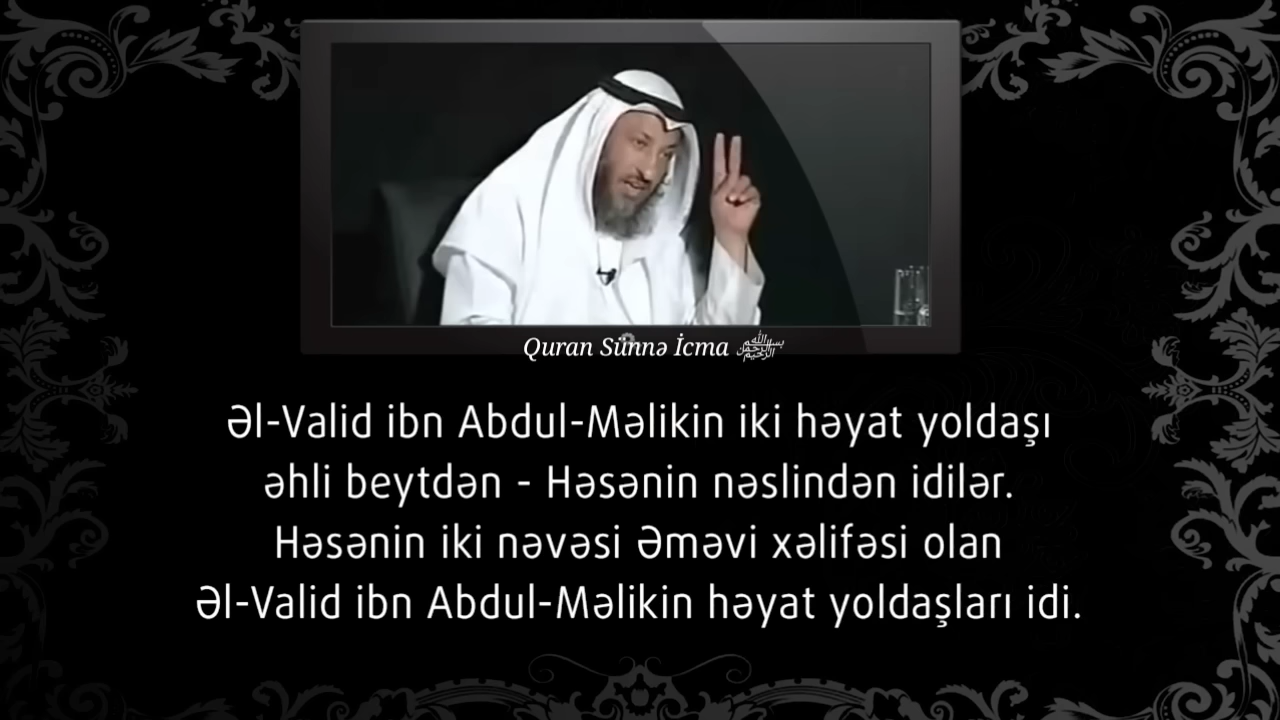 Quran Sünnə İcma ﷽
Əl-Valid ibn Abdul-Məlikin iki həyat yoldaşı
əhli beytdən - Həsənin nəslindən idilər.
Həsənin iki nəvəsi Əməvi xəlifəsi olan
Əl-Valid ibn Abdul-Məlikin həyat yoldaşları idi.